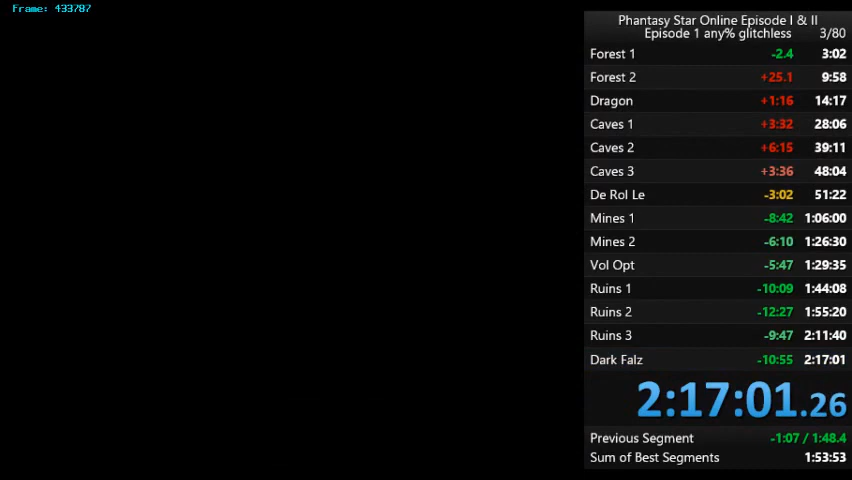 Frame: 433787
Phantasy Star Online Episode I & II
Episode 1 any% glitchless 3/80
Forest 1 -2.4 3:02
Forest 2 +25.1 9:58
Dragon +1:16 14:17
Caves 1 +3:32 28:06
Caves 2 +6:15 39:11
Caves 3 +3:36 48:04
De Rol Le -3:02 51:22
Mines 1 -8:42 1:06:00
Mines 2 -6:10 1:26:30
Vol Opt -5:47 1:29:35
Ruins 1 -10:09 1:44:08
Ruins 2 -12:27 1:55:20
Ruins 3 -9:47 2:11:40
Dark Falz -10:55 2:17:01
2:17:01.26
Previous Segment -1:07 / 1:48.4
Sum of Best Segments 1:53:53